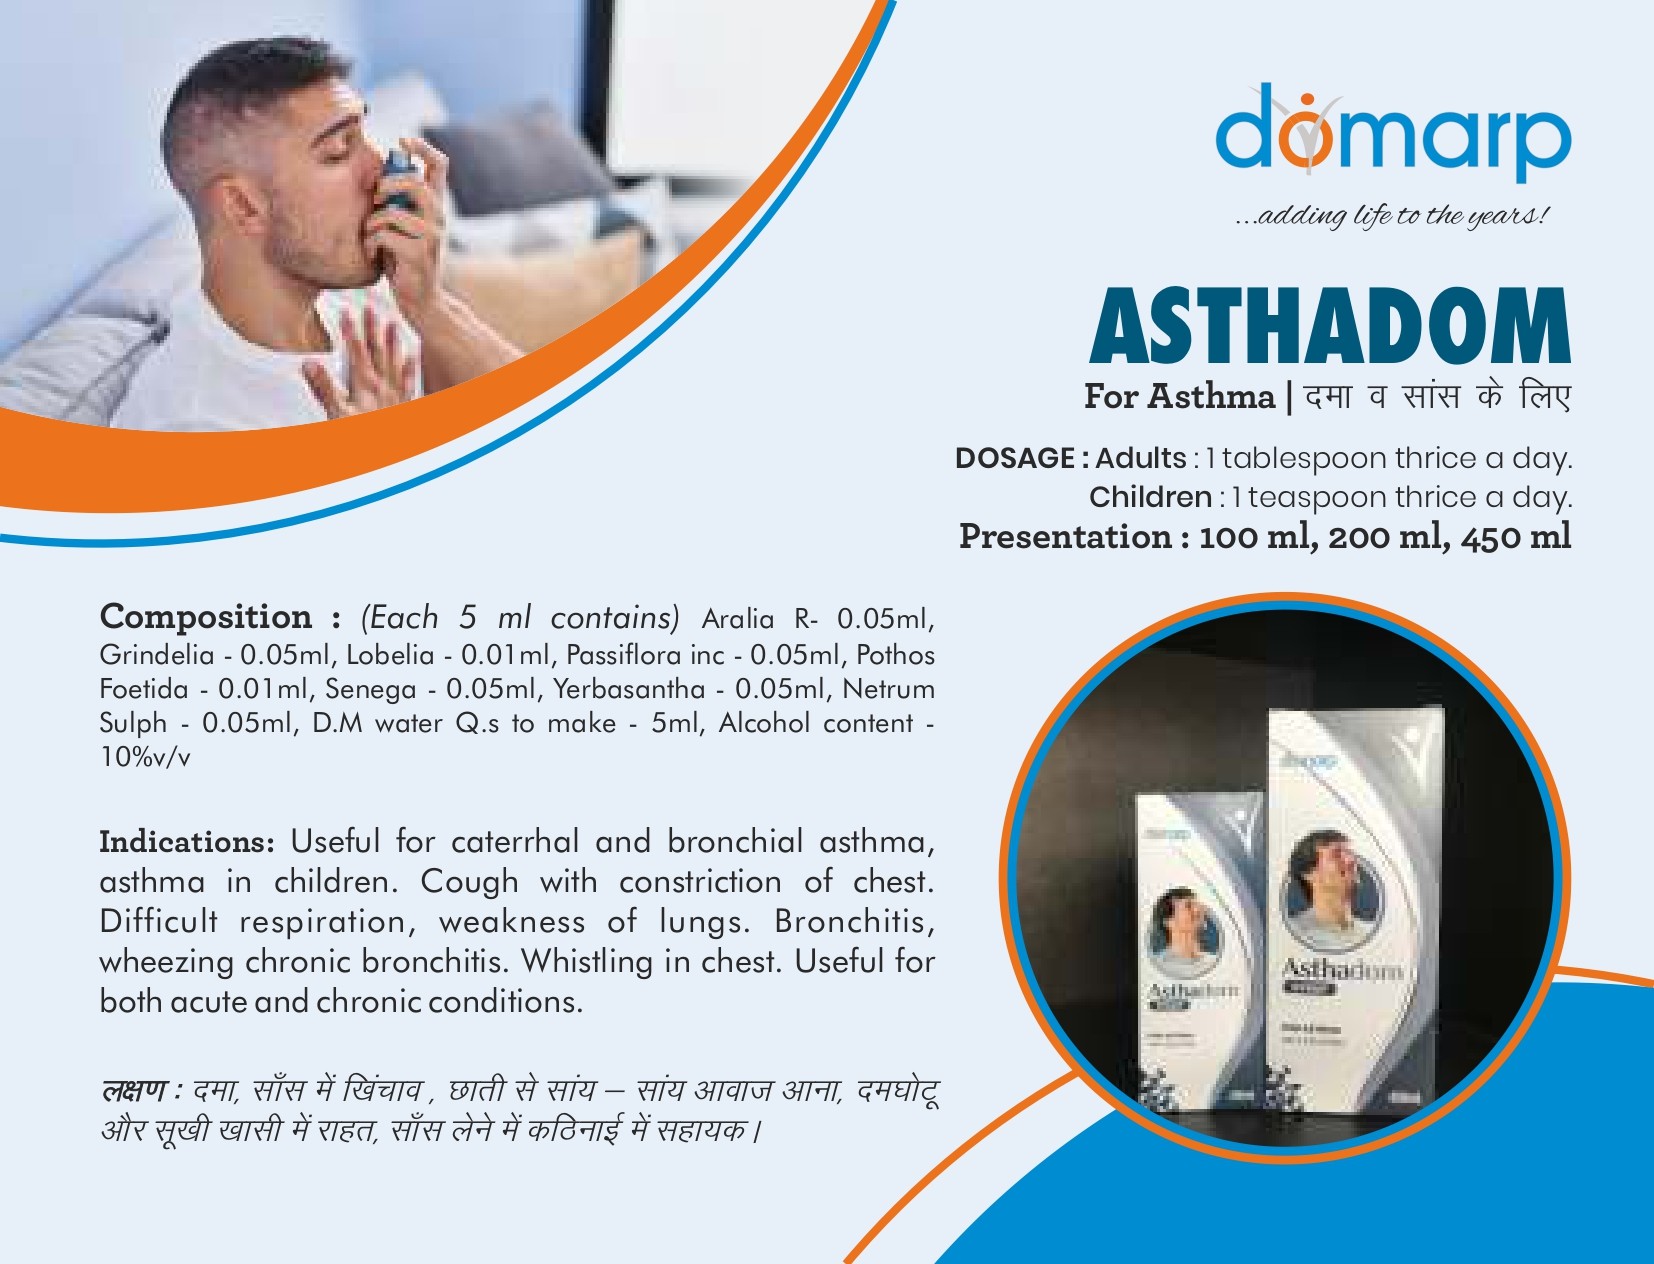 domarp
...adding life to the years!
ASTHADOM
For Asthma | दमा व सांस के लिए
DOSAGE : Adults : 1 tablespoon thrice a day.
Children : 1 teaspoon thrice a day.
Presentation : 100 ml, 200 ml, 450 ml
Composition : (Each 5 ml contains) Aralia R- 0.05ml,
Grindelia - 0.05ml, Lobelia - 0.01ml, Passiflora inc - 0.05ml, Pothos
Foetida - 0.01ml, Senega - 0.05ml, Yerbasantha - 0.05ml, Netrum
Sulph - 0.05ml, D.M water Q.s to make - 5ml, Alcohol content -
10%v/v
Indications: Useful for caterrhal and bronchial asthma,
asthma in children. Cough with constriction of chest.
Difficult respiration, weakness of lungs. Bronchitis,
wheezing chronic bronchitis. Whistling in chest. Useful for
both acute and chronic conditions.
लक्षण : दमा, साँस में खिंचाव , छाती से सांय – सांय आवाज आना, दमघोटू
और सूखी खासी में राहत, साँस लेने में कठिनाई में सहायक।
Asthadom
Asthadom